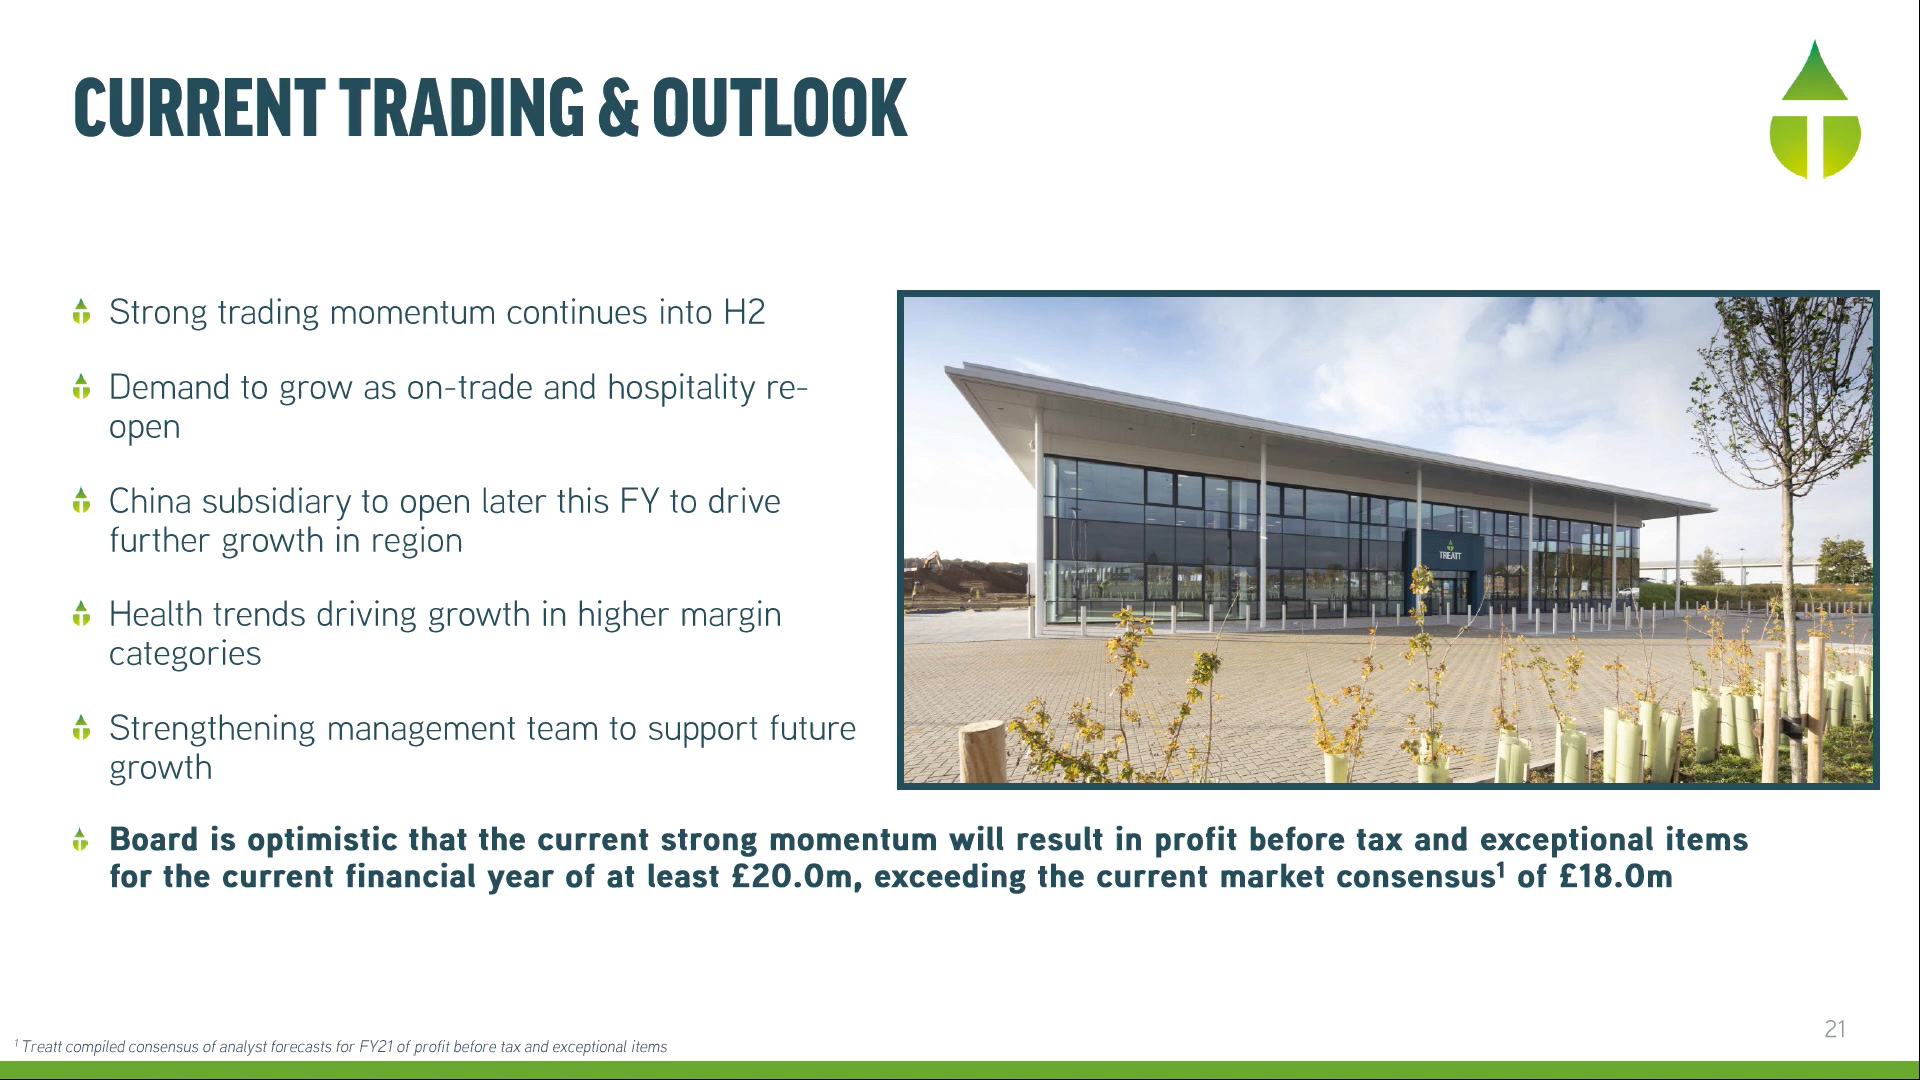 CURRENT TRADING & OUTLOOK
Strong trading momentum continues into H2
Demand to grow as on-trade and hospitality re-
open
China subsidiary to open later this FY to drive
further growth in region
Health trends driving growth in higher margin
categories
Strengthening management team to support future
growth
TREATT
Board is optimistic that the current strong momentum will result in profit before tax and exceptional items
for the current financial year of at least £20.0m, exceeding the current market consensus¹ of £18.0m
21
¹ Treatt compiled consensus of analyst forecasts for FY21 of profit before tax and exceptional items